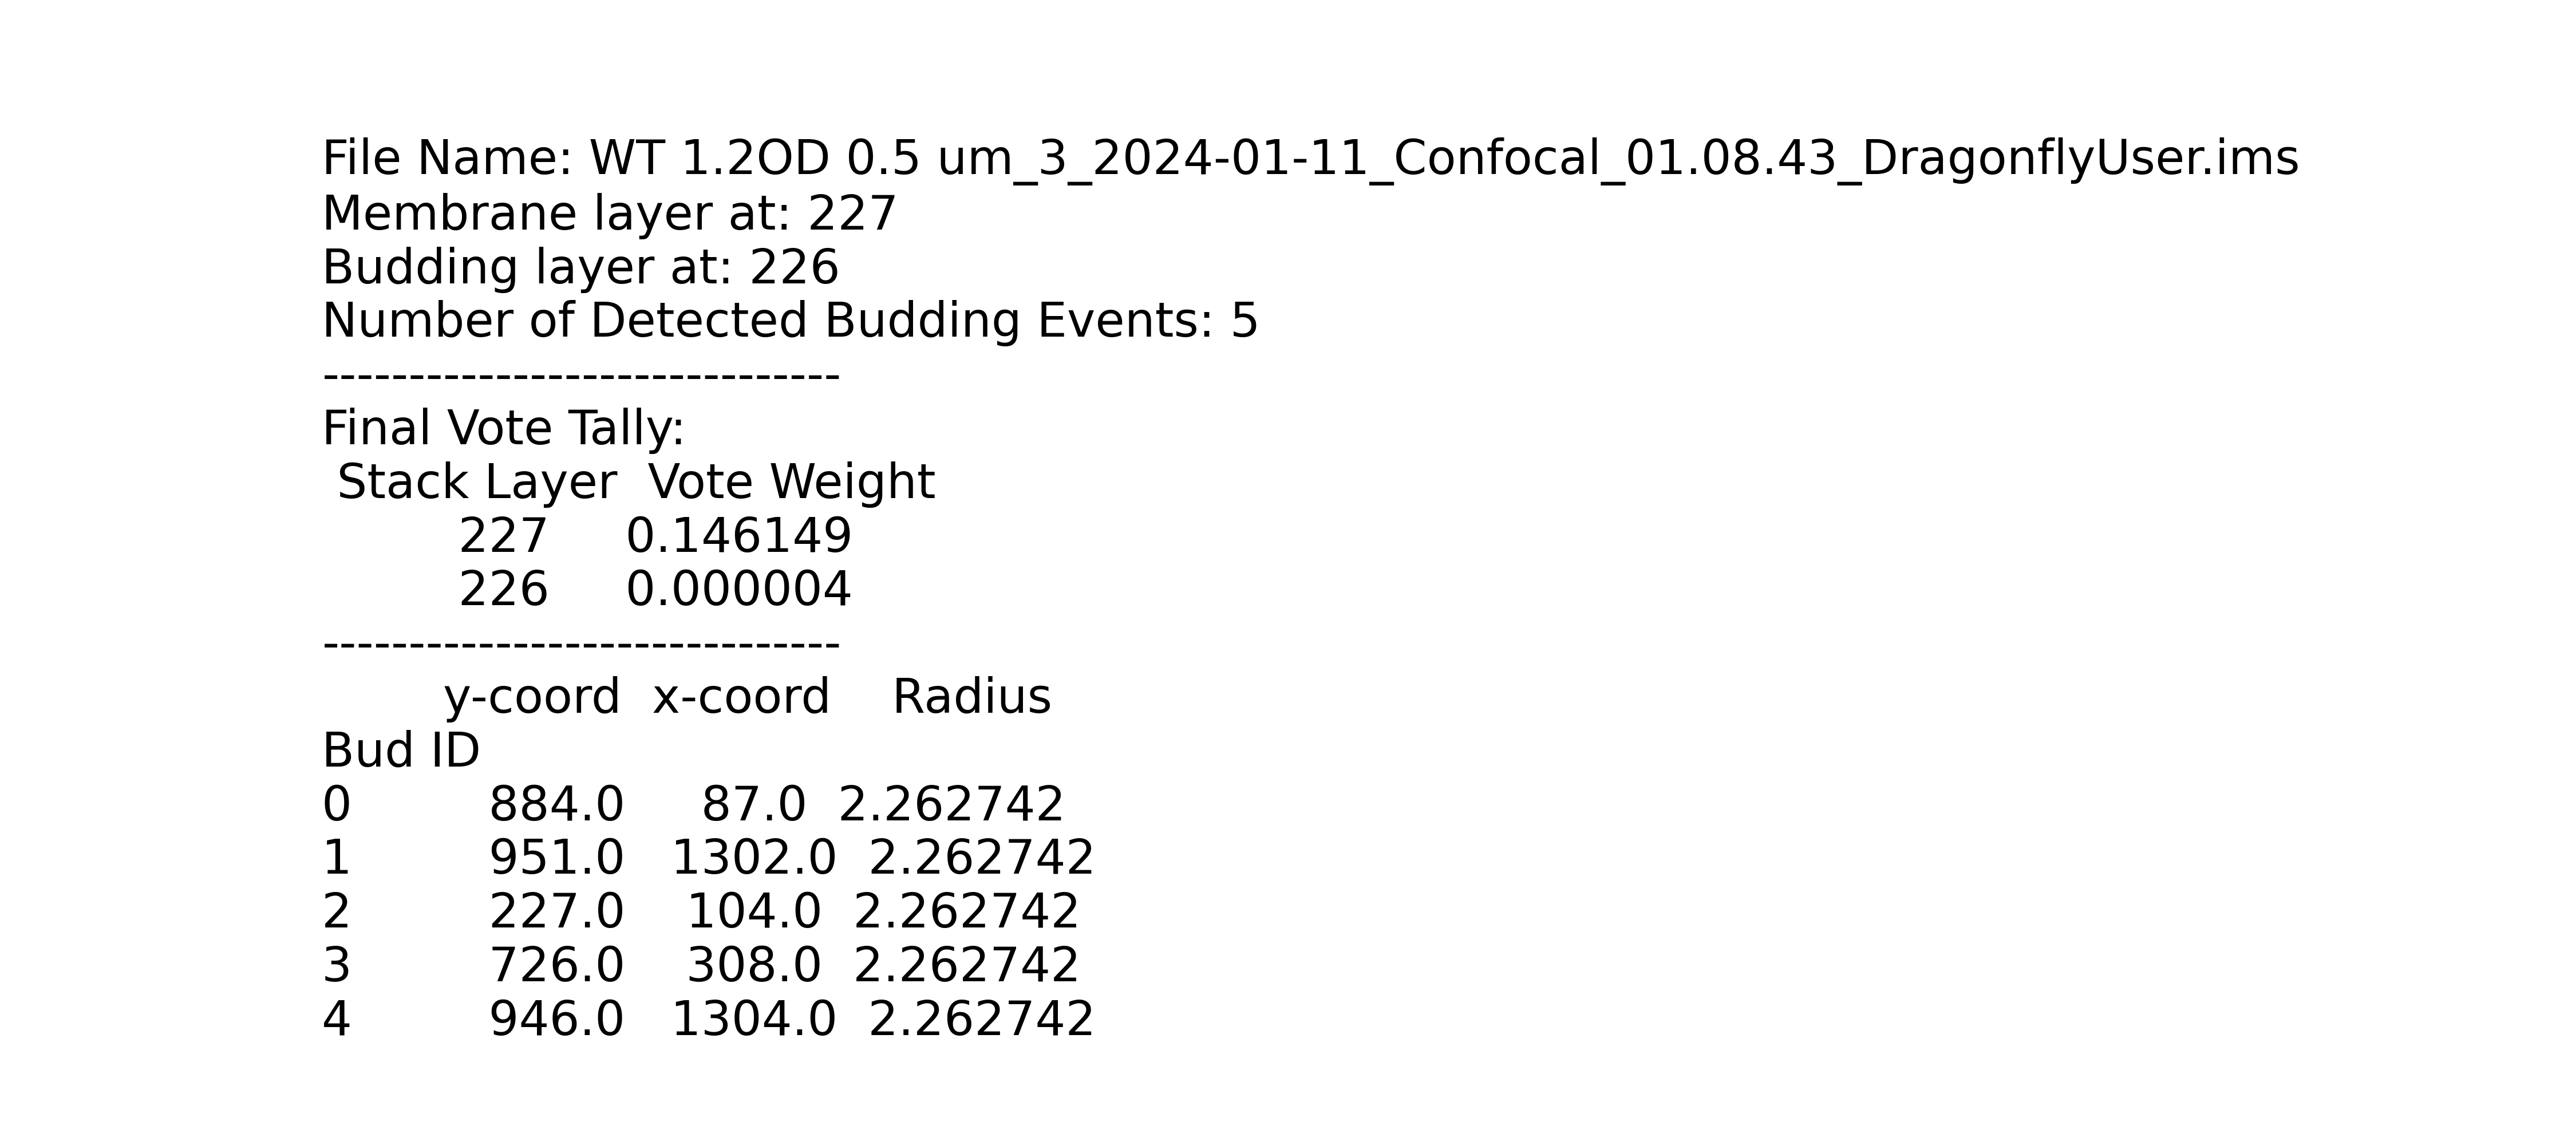 File Name: WT 1.2OD 0.5 um_3_2024-01-11_Confocal_01.08.43_DragonflyUser.ims
Membrane layer at: 227
Budding layer at: 226
Number of Detected Budding Events: 5
------------------------------
Final Vote Tally:
Stack Layer  Vote Weight
227     0.146149
226     0.000004
------------------------------
y-coord  x-coord    Radius
Bud ID
0         884.0     87.0  2.262742
1         951.0   1302.0  2.262742
2         227.0    104.0  2.262742
3         726.0    308.0  2.262742
4         946.0   1304.0  2.262742